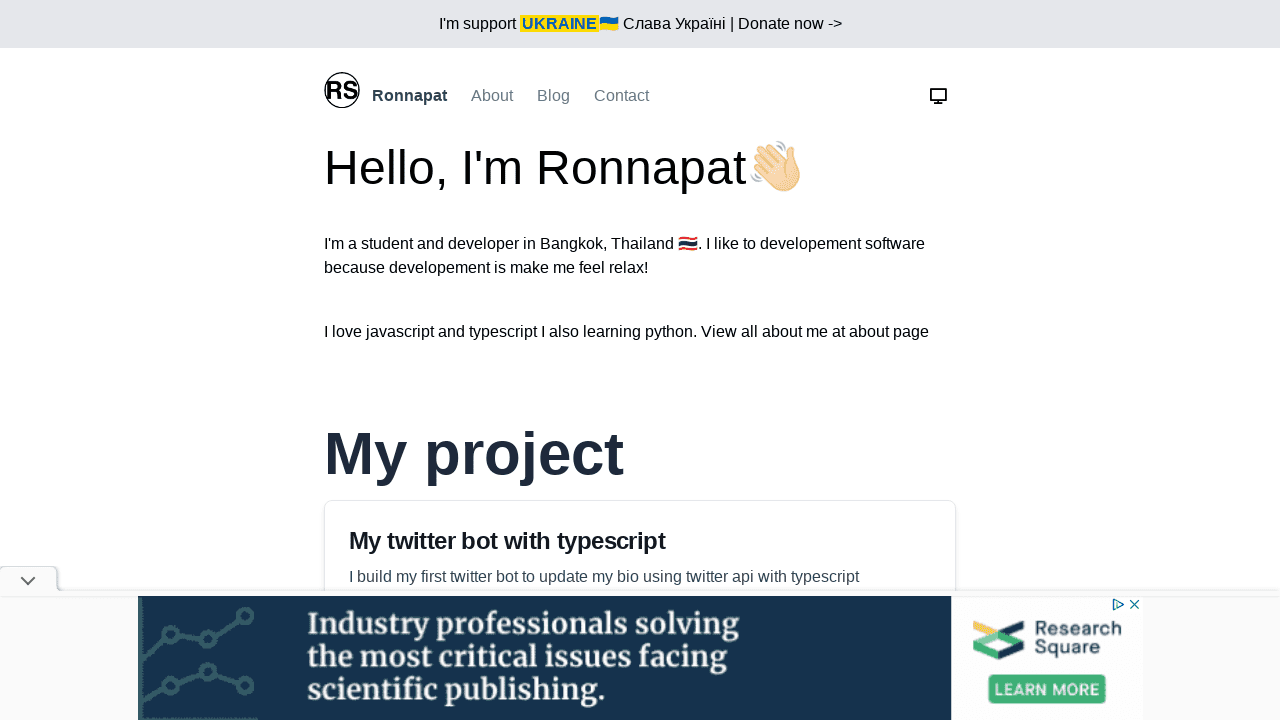 I'm support UKRAINE🇺🇦 Слава Україні | Donate now ->
RS Ronnapat About Blog Contact
Hello, I'm Ronnapat👋🏻
I'm a student and developer in Bangkok, Thailand 🇹🇭. I like to developement software
because developement is make me feel relax!
I love javascript and typescript I also learning python. View all about me at about page
My project
My twitter bot with typescript
I build my first twitter bot to update my bio using twitter api with typescript
Industry professionals solving
the most critical issues facing
scientific publishing.
Research
Square
LEARN MORE